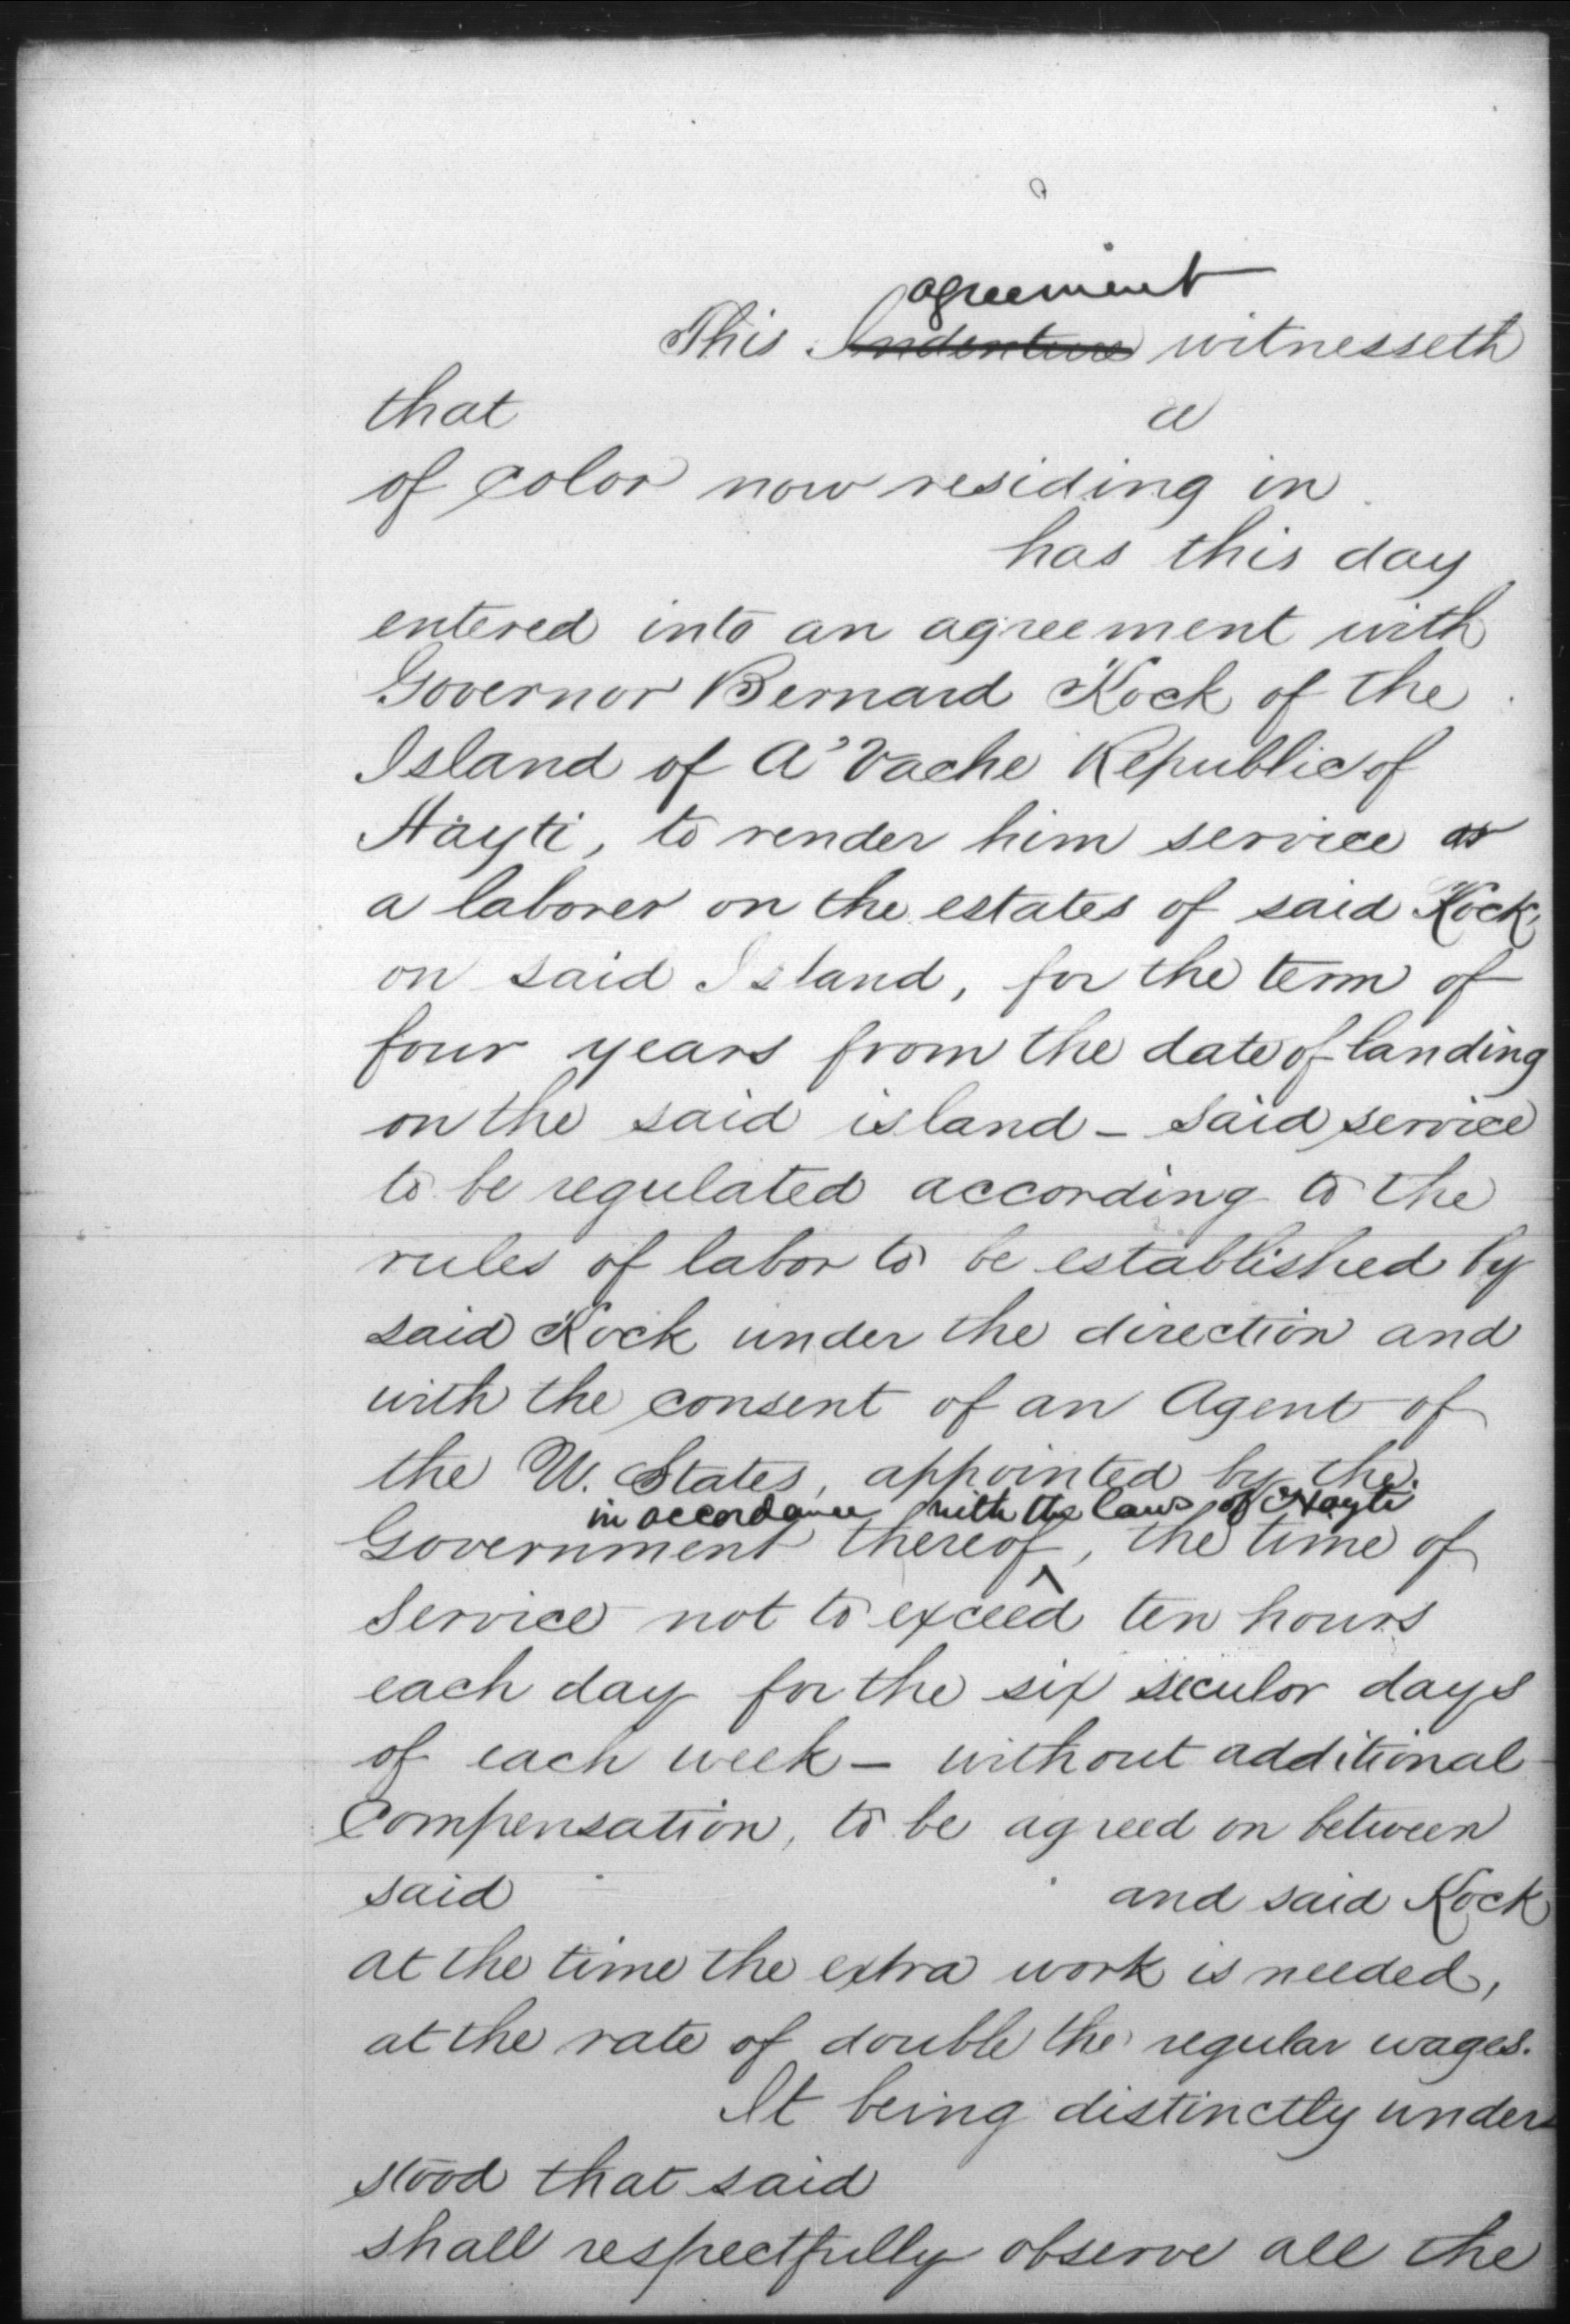 agreement
This Indenture witnesseth
that a
of color now residing in
has this day
entered into an agreement with
Governor Bernard Kock of the
Island of A'Vache Republic of
Hayti, to render him service as
a laborer on the estates of said Kock,
on said Island, for the term of
four years from the date of landing
on the said island – said service
to be regulated according to the
rules of labor to be established by
said Kock under the direction and
with the consent of an Agent of
the U. States, appointed by the
in accordance with the laws of Hayti
Government thereof, the time of
^
service not to exceed ten hours
each day for the six seculor days
of each week – without additional
compensation, to be agreed on between
said and said Kock
at the time the extra work is needed,
at the rate of double the regular wages.
It being distinctly under
stood that said
shall respectfully observe all the